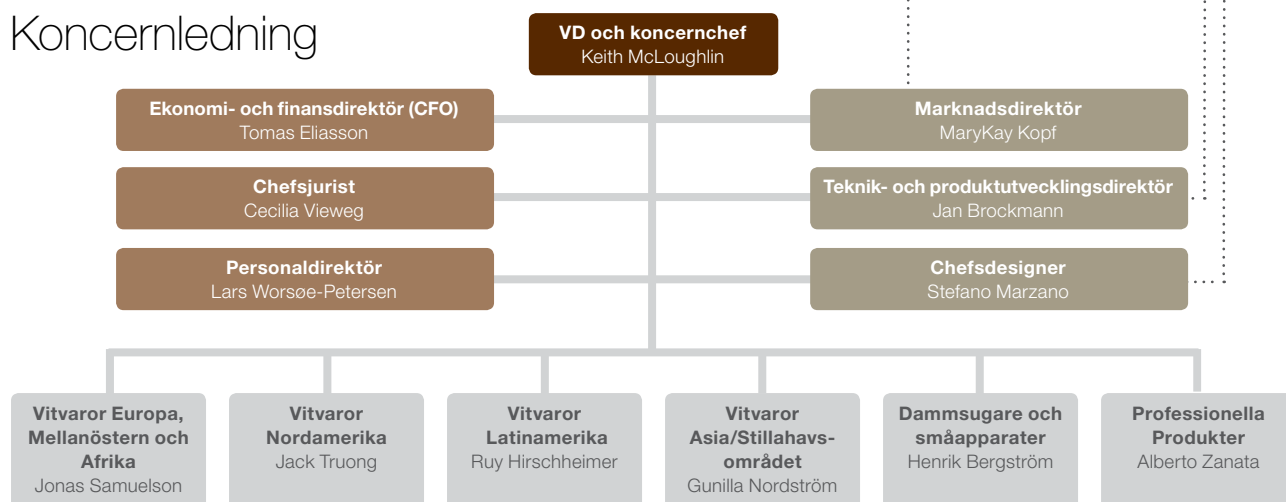 Koncernledning
VD och koncernchef
Keith McLoughlin
Ekonomi- och finansdirektör (CFO)
Tomas Eliasson
Marknadsdirektör
MaryKay Kopf
Chefsjurist
Cecilia Vieweg
Teknik- och produktutvecklingsdirektör
Jan Brockmann
Personaldirektör
Lars Worsøe-Petersen
Chefsdesigner
Stefano Marzano
Vitvaror Europa,
Mellanöstern och
Afrika
Jonas Samuelson
Vitvaror
Nordamerika
Jack Truong
Vitvaror
Latinamerika
Ruy Hirschheimer
Vitvaror
Asia/Stillahavs-
området
Gunilla Nordström
Dammsugare och
småapparater
Henrik Bergström
Professionella
Produkter
Alberto Zanata